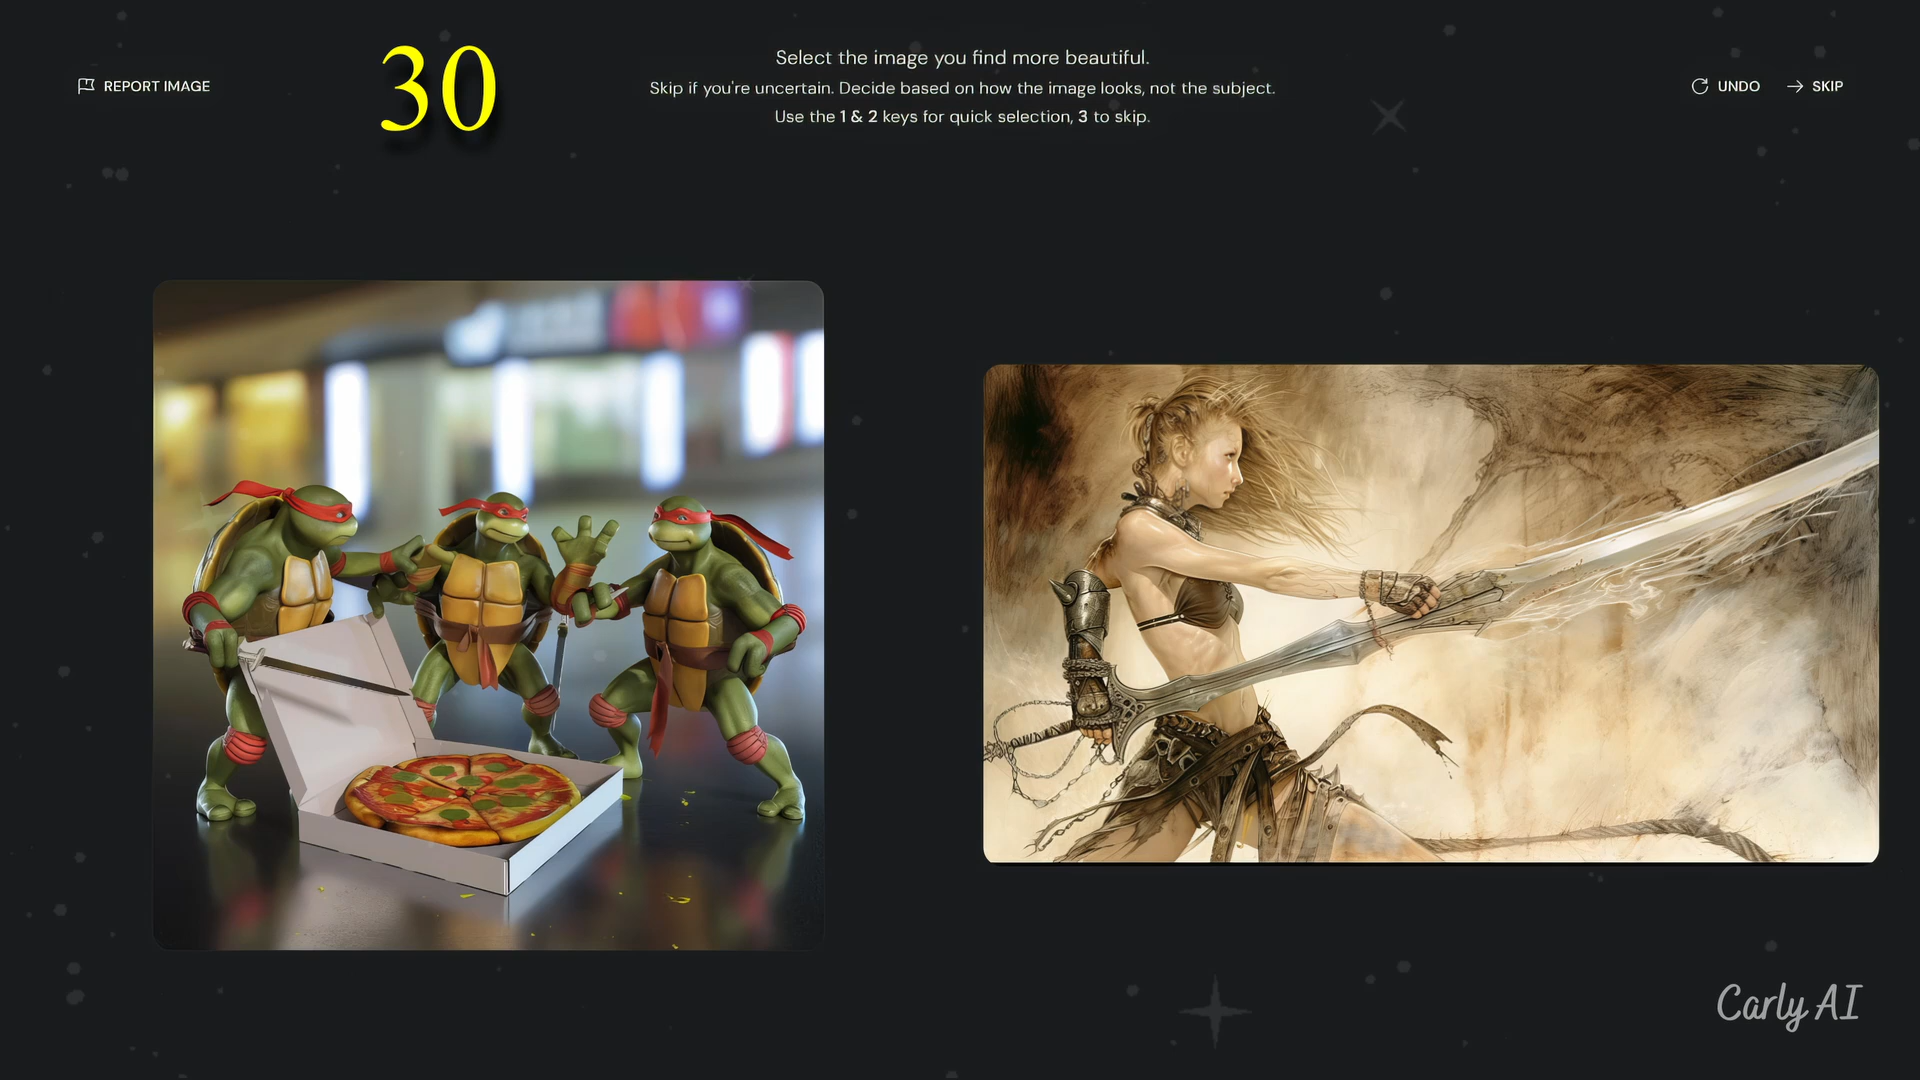 REPORT IMAGE
30
Select the image you find more beautiful.
Skip if you're uncertain. Decide based on how the image looks, not the subject.
Use the 1 & 2 keys for quick selection, 3 to skip.
UNDO
SKIP
Carly AI